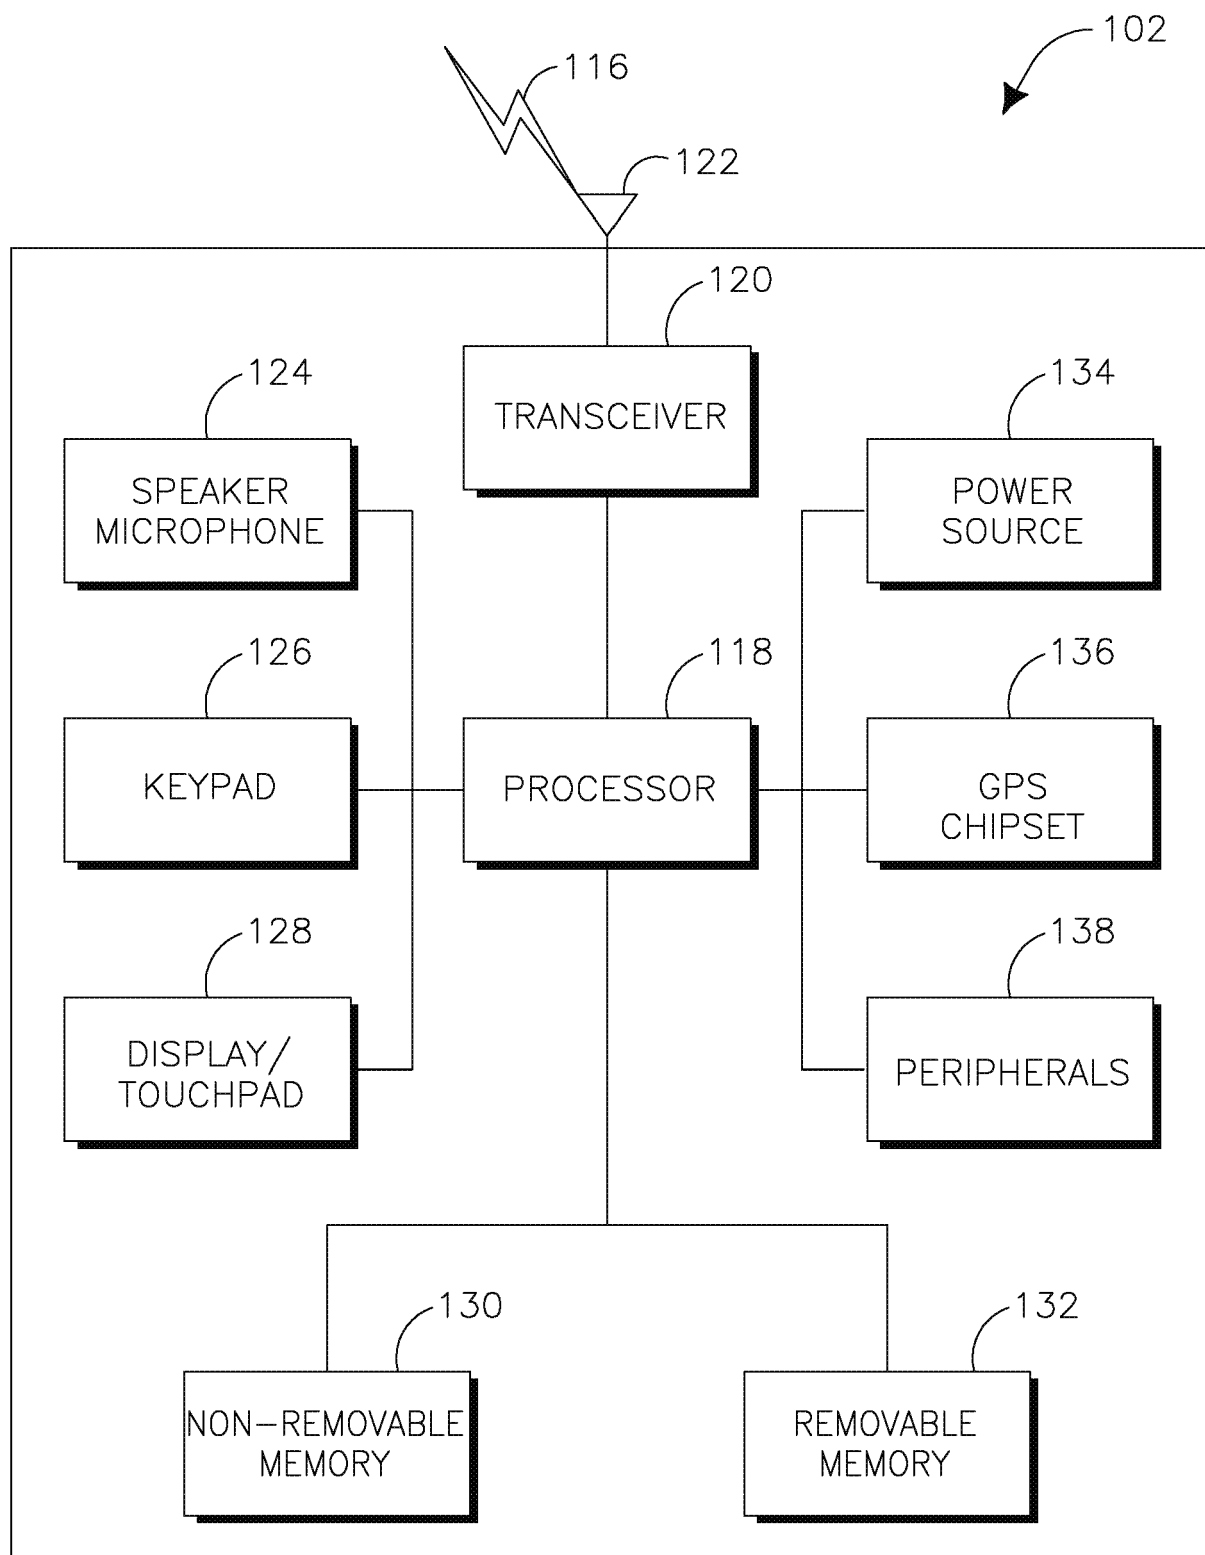 102
116
122
120
TRANSCEIVER
124
SPEAKER
MICROPHONE
134
POWER
SOURCE
126
KEYPAD
118
PROCESSOR
136
GPS
CHIPSET
128
DISPLAY/
TOUCHPAD
138
PERIPHERALS
130
NON-REMOVABLE
MEMORY
132
REMOVABLE
MEMORY